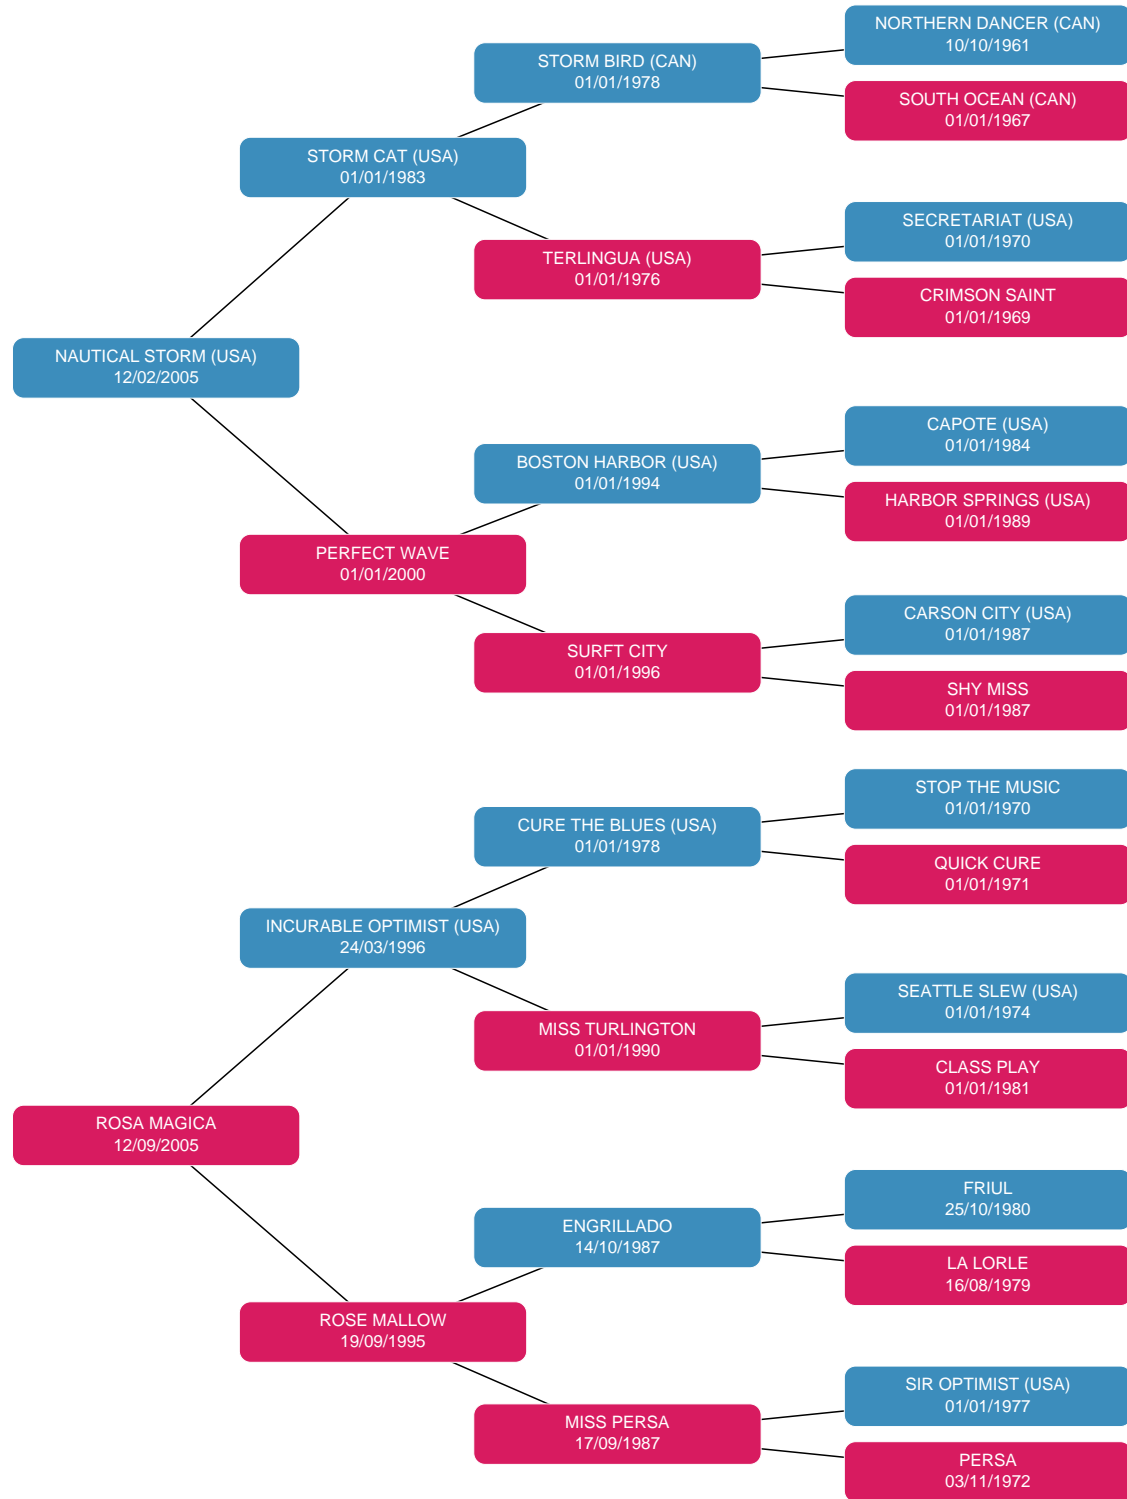 NORTHERN DANCER (CAN)
10/10/1961
STORM BIRD (CAN)
01/01/1978
SOUTH OCEAN (CAN)
01/01/1967
STORM CAT (USA)
01/01/1983
SECRETARIAT (USA)
01/01/1970
TERLINGUA (USA)
01/01/1976
CRIMSON SAINT
01/01/1969
NAUTICAL STORM (USA)
12/02/2005
CAPOTE (USA)
01/01/1984
BOSTON HARBOR (USA)
01/01/1994
HARBOR SPRINGS (USA)
01/01/1989
PERFECT WAVE
01/01/2000
CARSON CITY (USA)
01/01/1987
SURFT CITY
01/01/1996
SHY MISS
01/01/1987
STOP THE MUSIC
01/01/1970
CURE THE BLUES (USA)
01/01/1978
QUICK CURE
01/01/1971
INCURABLE OPTIMIST (USA)
24/03/1996
SEATTLE SLEW (USA)
01/01/1974
MISS TURLINGTON
01/01/1990
CLASS PLAY
01/01/1981
ROSA MAGICA
12/09/2005
FRIUL
25/10/1980
ENGRILLADO
14/10/1987
LA LORLE
16/08/1979
ROSE MALLOW
19/09/1995
SIR OPTIMIST (USA)
01/01/1977
MISS PERSA
17/09/1987
PERSA
03/11/1972